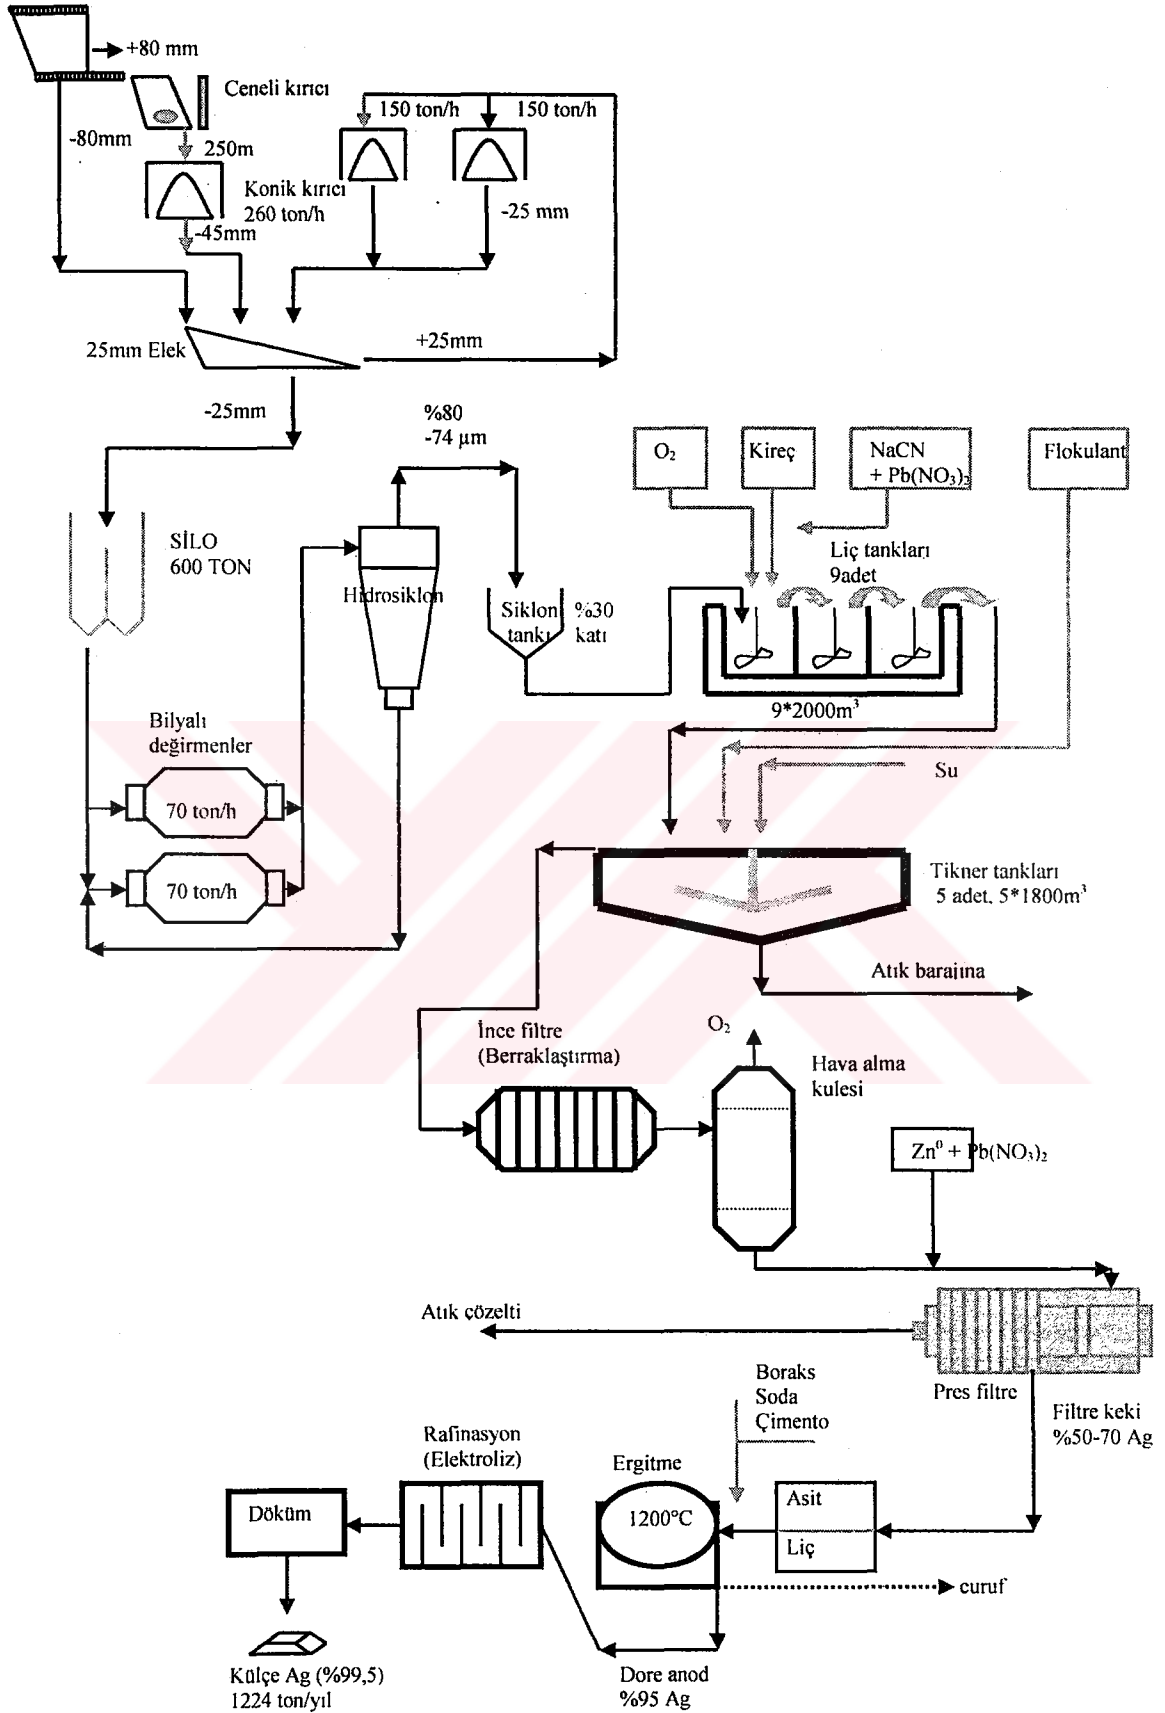 +80 mm
Ceneli kırıcı
-80mm
250m
150 ton/h
150 ton/h
Konik kırıcı
260 ton/h
-45mm
-25 mm
25mm Elek
+25mm
-25mm
%80
-74 µm
O₂
Kireç
NaCN
+ Pb(NO₃)₂
Flokulant
SİLO
600 TON
Hidrosiklon
Siklon
tankı
%30
katı
Liç tankları
9adet
9*2000m³
Bilyalı
değirmenler
70 ton/h
70 ton/h
Su
Tikner tankları
5 adet, 5*1800m³
Atık barajına
İnce filtre
(Berraklaştırma)
O₂
Hava alma
kulesi
Zn⁰ + Pb(NO₃)₂
Atık çözelti
Pres filtre
Filtre keki
%50-70 Ag
Boraks
Soda
Çimento
Rafinasyon
(Elektroliz)
Ergitme
1200°C
Asit
Liç
Döküm
curuf
Külçe Ag (%99,5)
1224 ton/yıl
Dore anod
%95 Ag